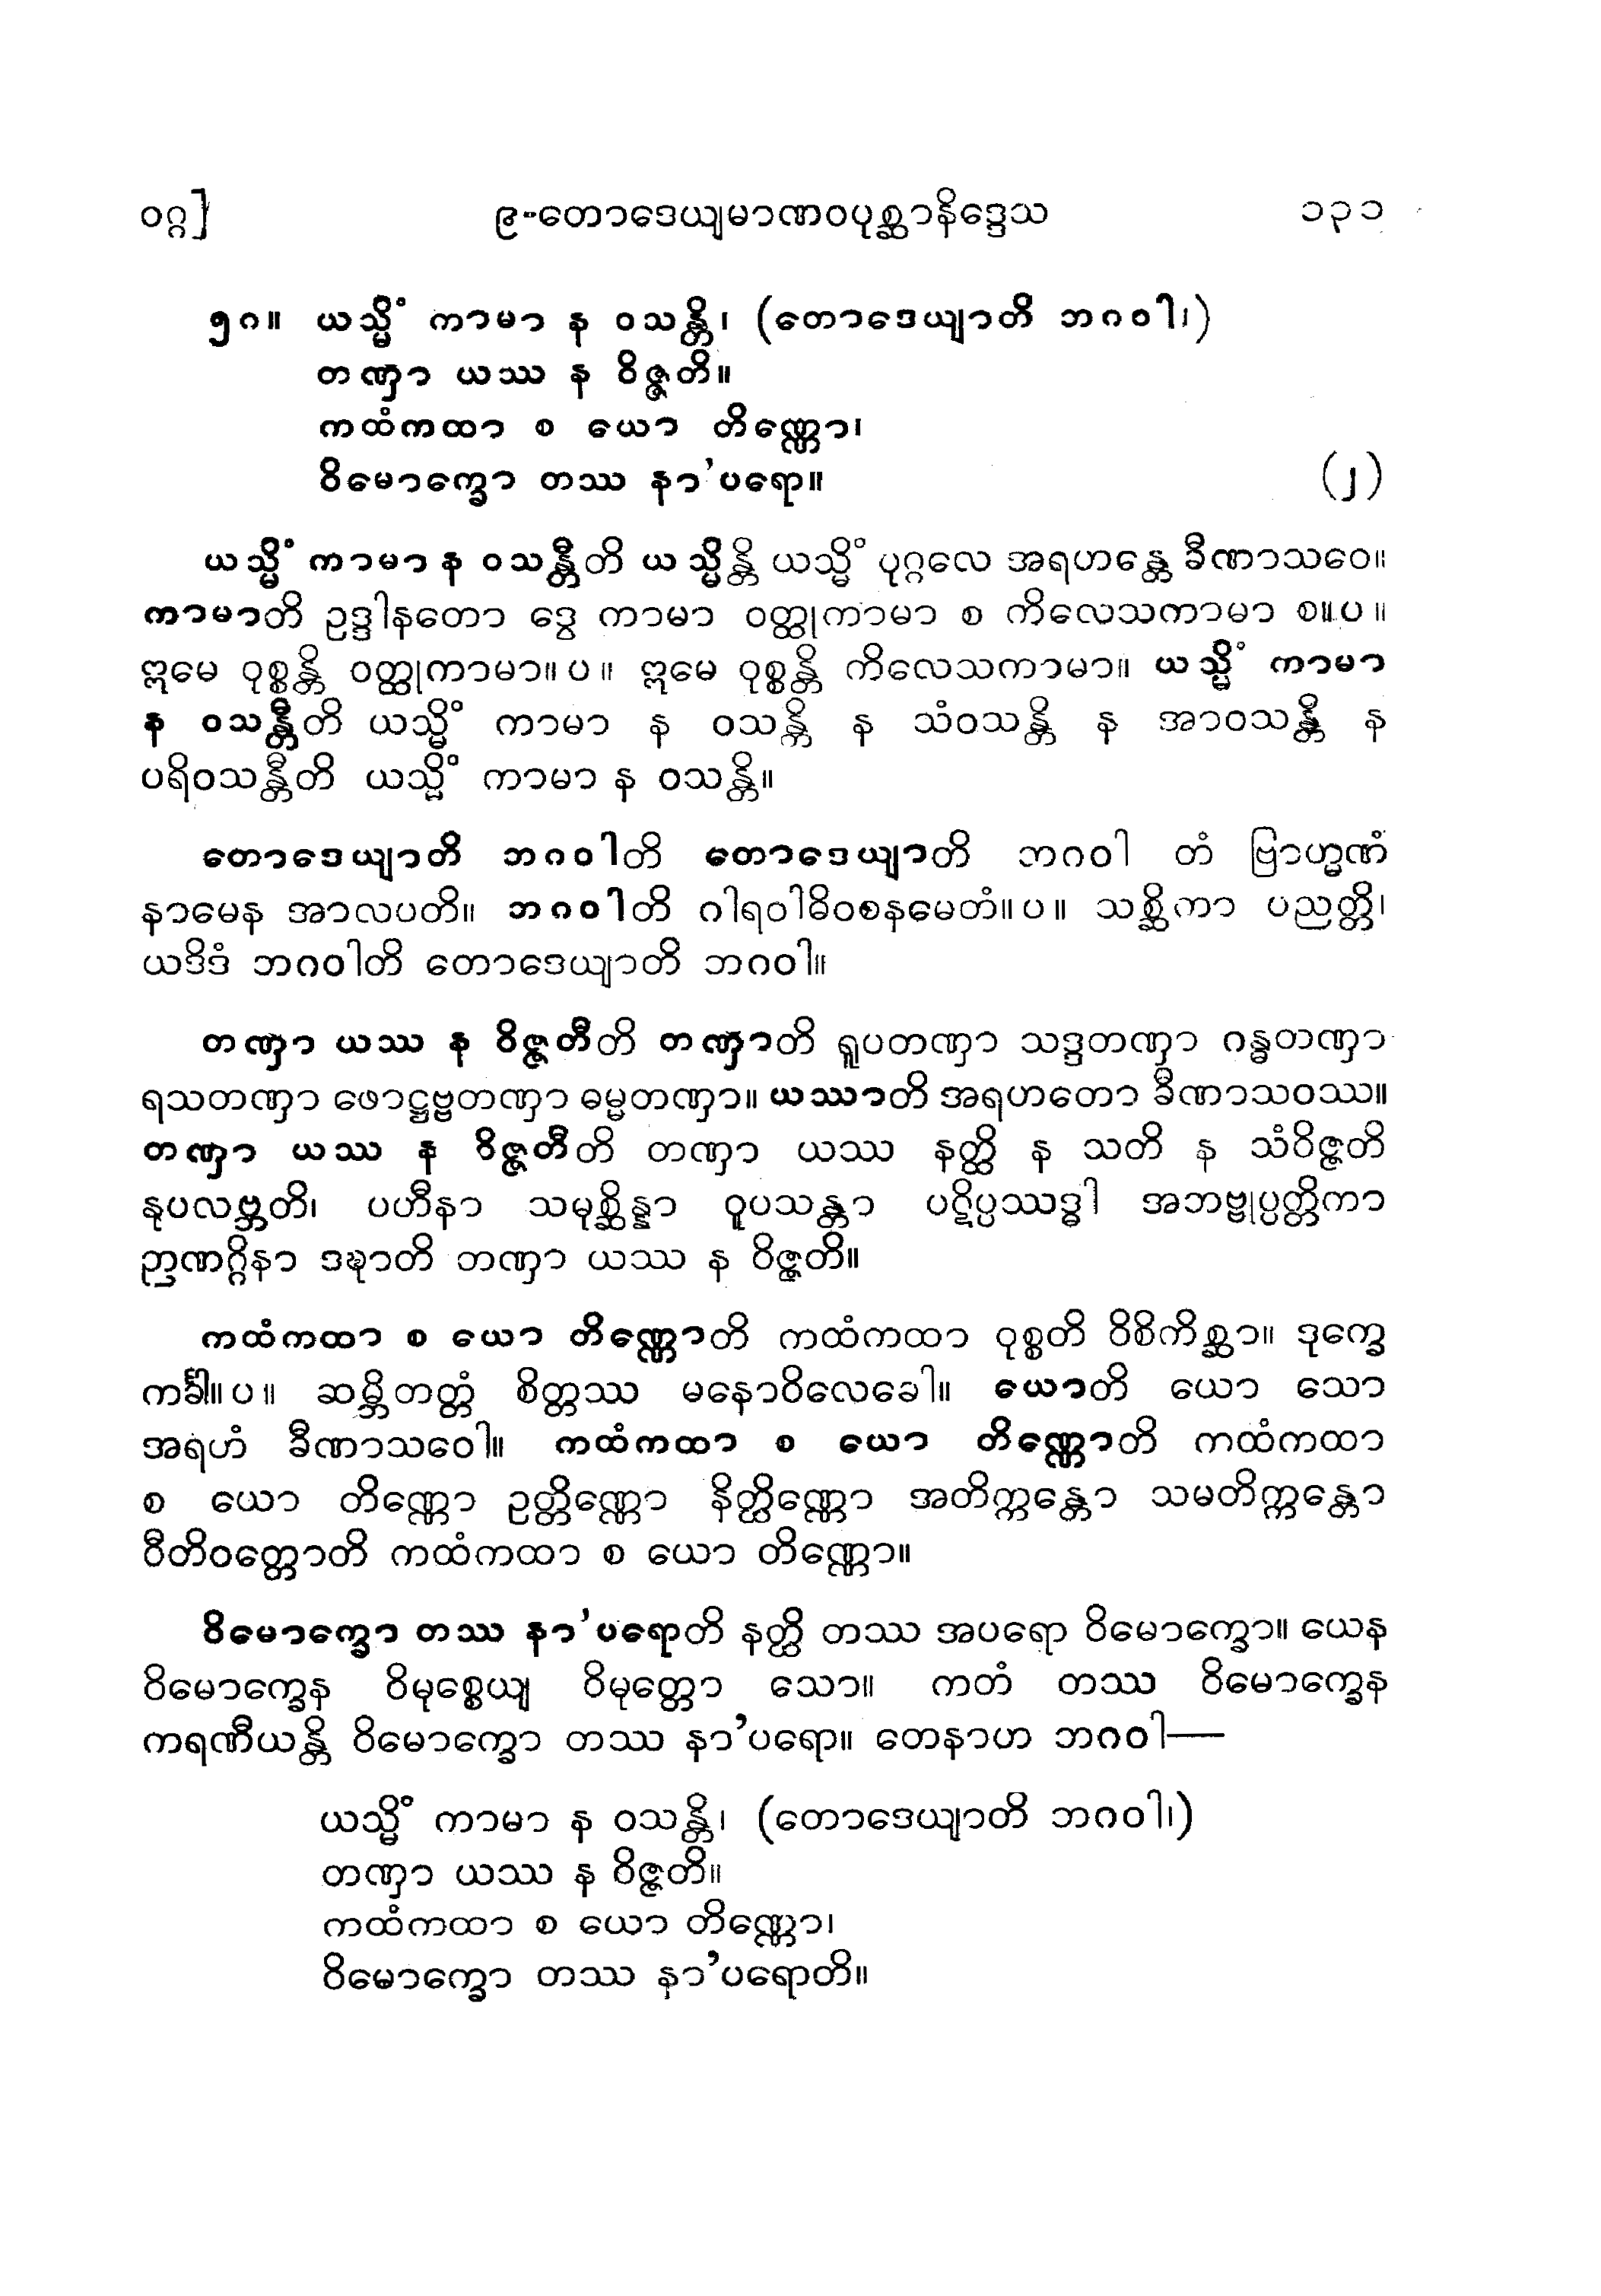 ဝဂ္ဂ]
၉-တောဒေယျမာဏဝပုစ္ဆာနိဒ္ဒေသ
၁၃၁
၅ဂ။ ယသ္မိံ ကာမာ န ဝသန္တိ၊ (တောဒေယျာတိ ဘဂဝါ၊)
တဏှာ ယဿ န ဝိဇ္ဇတိ။
ကထံကထာ စ ယော တိဏ္ဏော၊
ဝိမောက္ခော တဿ နာ'ပရော။ (၂)
ယသ္မိံ ကာမာ န ဝသန္တီတိ ယသ္မိန္တိ ယသ္မိံ ပုဂ္ဂလေ အရဟန္တေ ခီဏာသဝေ။
ကာမာတိ ဥဒ္ဒါနတော ဒွေ ကာမာ ဝတ္ထုကာမာ စ ကိလေသကာမာ စ။ပ။
ဣမေ ဝုစ္စန္တိ ဝတ္ထုကာမာ။ပ။ ဣမေ ဝုစ္စန္တိ ကိလေသကာမာ။ ယသ္မိံ ကာမာ
န ဝသန္တီတိ ယသ္မိံ ကာမာ န ဝသန္တိ န သံဝသန္တိ န အာဝသန္တိ န
ပရိဝသန္တီတိ ယသ္မိံ ကာမာ န ဝသန္တိ။
တောဒေယျာတိ ဘဂဝါတိ တောဒေယျာတိ ဘဂဝါ တံ ဗြာဟ္မဏံ
နာမေန အာလပတိ။ ဘဂဝါတိ ဂါရဝါဓိဝစနမေတံ။ပ။ သစ္ဆိကာ ပညတ္တိ၊
ယဒိဒံ ဘဂဝါတိ တောဒေယျာတိ ဘဂဝါ။
တဏှာ ယဿ န ဝိဇ္ဇတီတိ တဏှာတိ ရူပတဏှာ သဒ္ဒတဏှာ ဂန္ဓတဏှာ
ရသတဏှာ ဖောဋ္ဌဗ္ဗတဏှာ ဓမ္မတဏှာ။ ယဿာတိ အရဟတော ခီဏာသဝဿ။
တဏှာ ယဿ န ဝိဇ္ဇတီတိ တဏှာ ယဿ နတ္ထိ န သတိ န သံဝိဇ္ဇတိ
နုပလဗ္ဘတိ၊ ပဟီနာ သမုစ္ဆိန္နာ ဝူပသန္တာ ပဋိပ္ပဿဒ္ဓါ အဘဗ္ဗုပ္ပတ္တိကာ
ဉာဏဂ္ဂိနာ ဒဍ္ဎာတိ တဏှာ ယဿ န ဝိဇ္ဇတိ။
ကထံကထာ စ ယော တိဏ္ဏောတိ ကထံကထာ ဝုစ္စတိ ဝိစိကိစ္ဆာ။ ဒုက္ခေ
ကင်္ခါ။ပ။ ဆမ္ဘိတတ္တံ စိတ္တဿ မနောဝိလေခေါ။ ယောတိ ယော သော
အရဟံ ခီဏာသဝေါ။ ကထံကထာ စ ယော တိဏ္ဏောတိ ကထံကထာ
စ ယော တိဏ္ဏော ဥတ္တိဏ္ဏော နိတ္ထိဏ္ဏော အတိက္ကန္တော သမတိက္ကန္တော
ဝီတိဝတ္တောတိ ကထံကထာ စ ယော တိဏ္ဏော။
ဝိမောက္ခော တဿ နာ'ပရောတိ နတ္ထိ တဿ အပရော ဝိမောက္ခော။ ယေန
ဝိမောက္ခေန ဝိမုစ္စေယျ ဝိမုတ္တော သော။ ကတံ တဿ ဝိမောက္ခေန
ကရဏီယန္တိ ဝိမောက္ခော တဿ နာ'ပရော။ တေနာဟ ဘဂဝါ—
ယသ္မိံ ကာမာ န ဝသန္တိ၊ (တောဒေယျာတိ ဘဂဝါ၊)
တဏှာ ယဿ န ဝိဇ္ဇတိ။
ကထံကထာ စ ယော တိဏ္ဏော၊
ဝိမောက္ခော တဿ နာ'ပရောတိ။